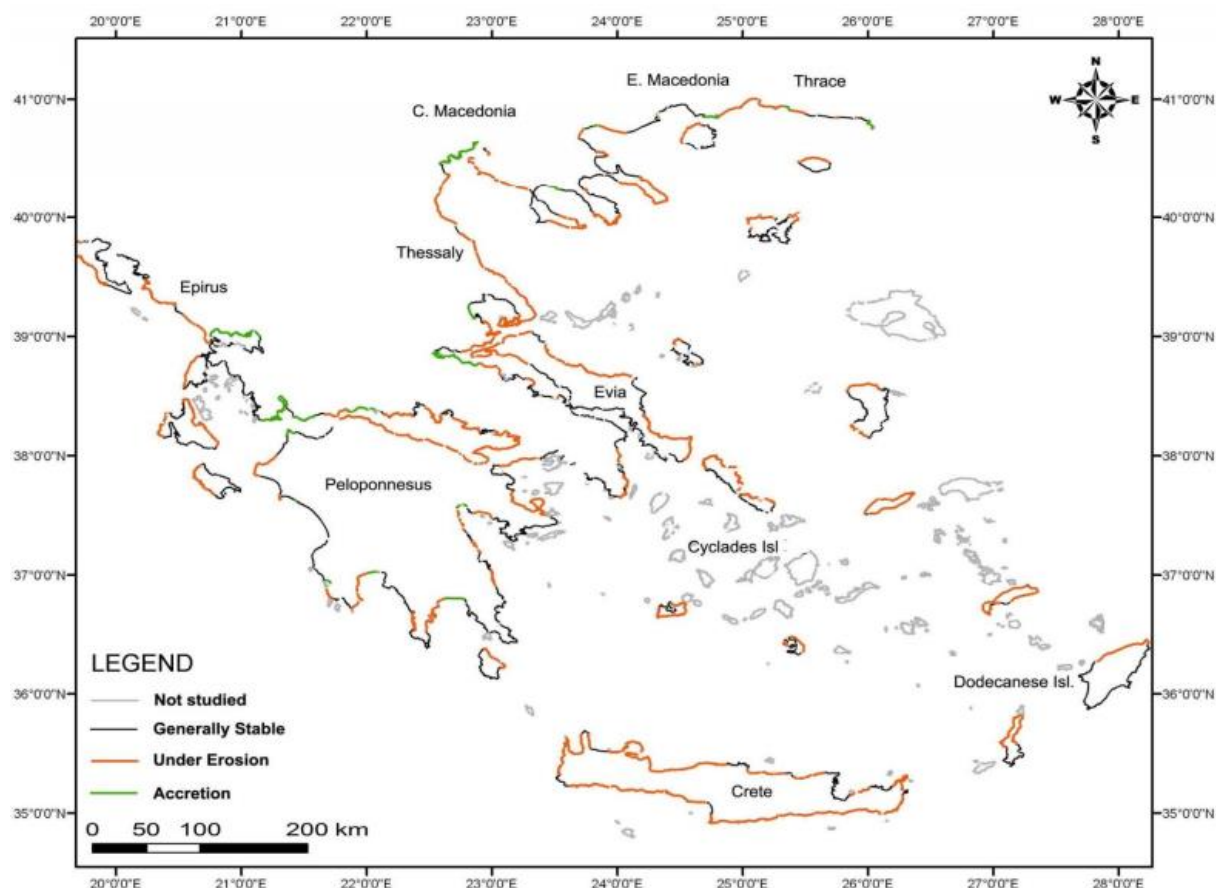 20°0'0"E 21°0'0"E 22°0'0"E 23°0'0"E 24°0'0"E 25°0'0"E 26°0'0"E 27°0'0"E 28°0'0"E
N
W E
S
E. Macedonia Thrace
41°0'0"N 41°0'0"N
C. Macedonia
40°0'0"N 40°0'0"N
Thessaly
Epirus
39°0'0"N 39°0'0"N
Evia
38°0'0"N 38°0'0"N
Peloponnesus
Cyclades Isl
37°0'0"N 37°0'0"N
LEGEND
Dodecanese Isl.
Not studied
36°0'0"N 36°0'0"N
Generally Stable
Under Erosion
Crete
Accretion
35°0'0"N 35°0'0"N
0 50 100 200 km
20°0'0"E 21°0'0"E 22°0'0"E 23°0'0"E 24°0'0"E 25°0'0"E 26°0'0"E 27°0'0"E 28°0'0"E